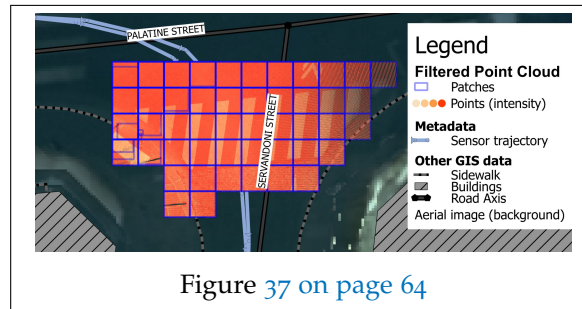 PALATINE STREET
SERVANDONI STREET
Legend
Filtered Point Cloud
Patches
Points (intensity)
Metadata
Sensor trajectory
Other GIS data
Sidewalk
Buildings
Road Axis
Aerial image (background)
Figure 37 on page 64